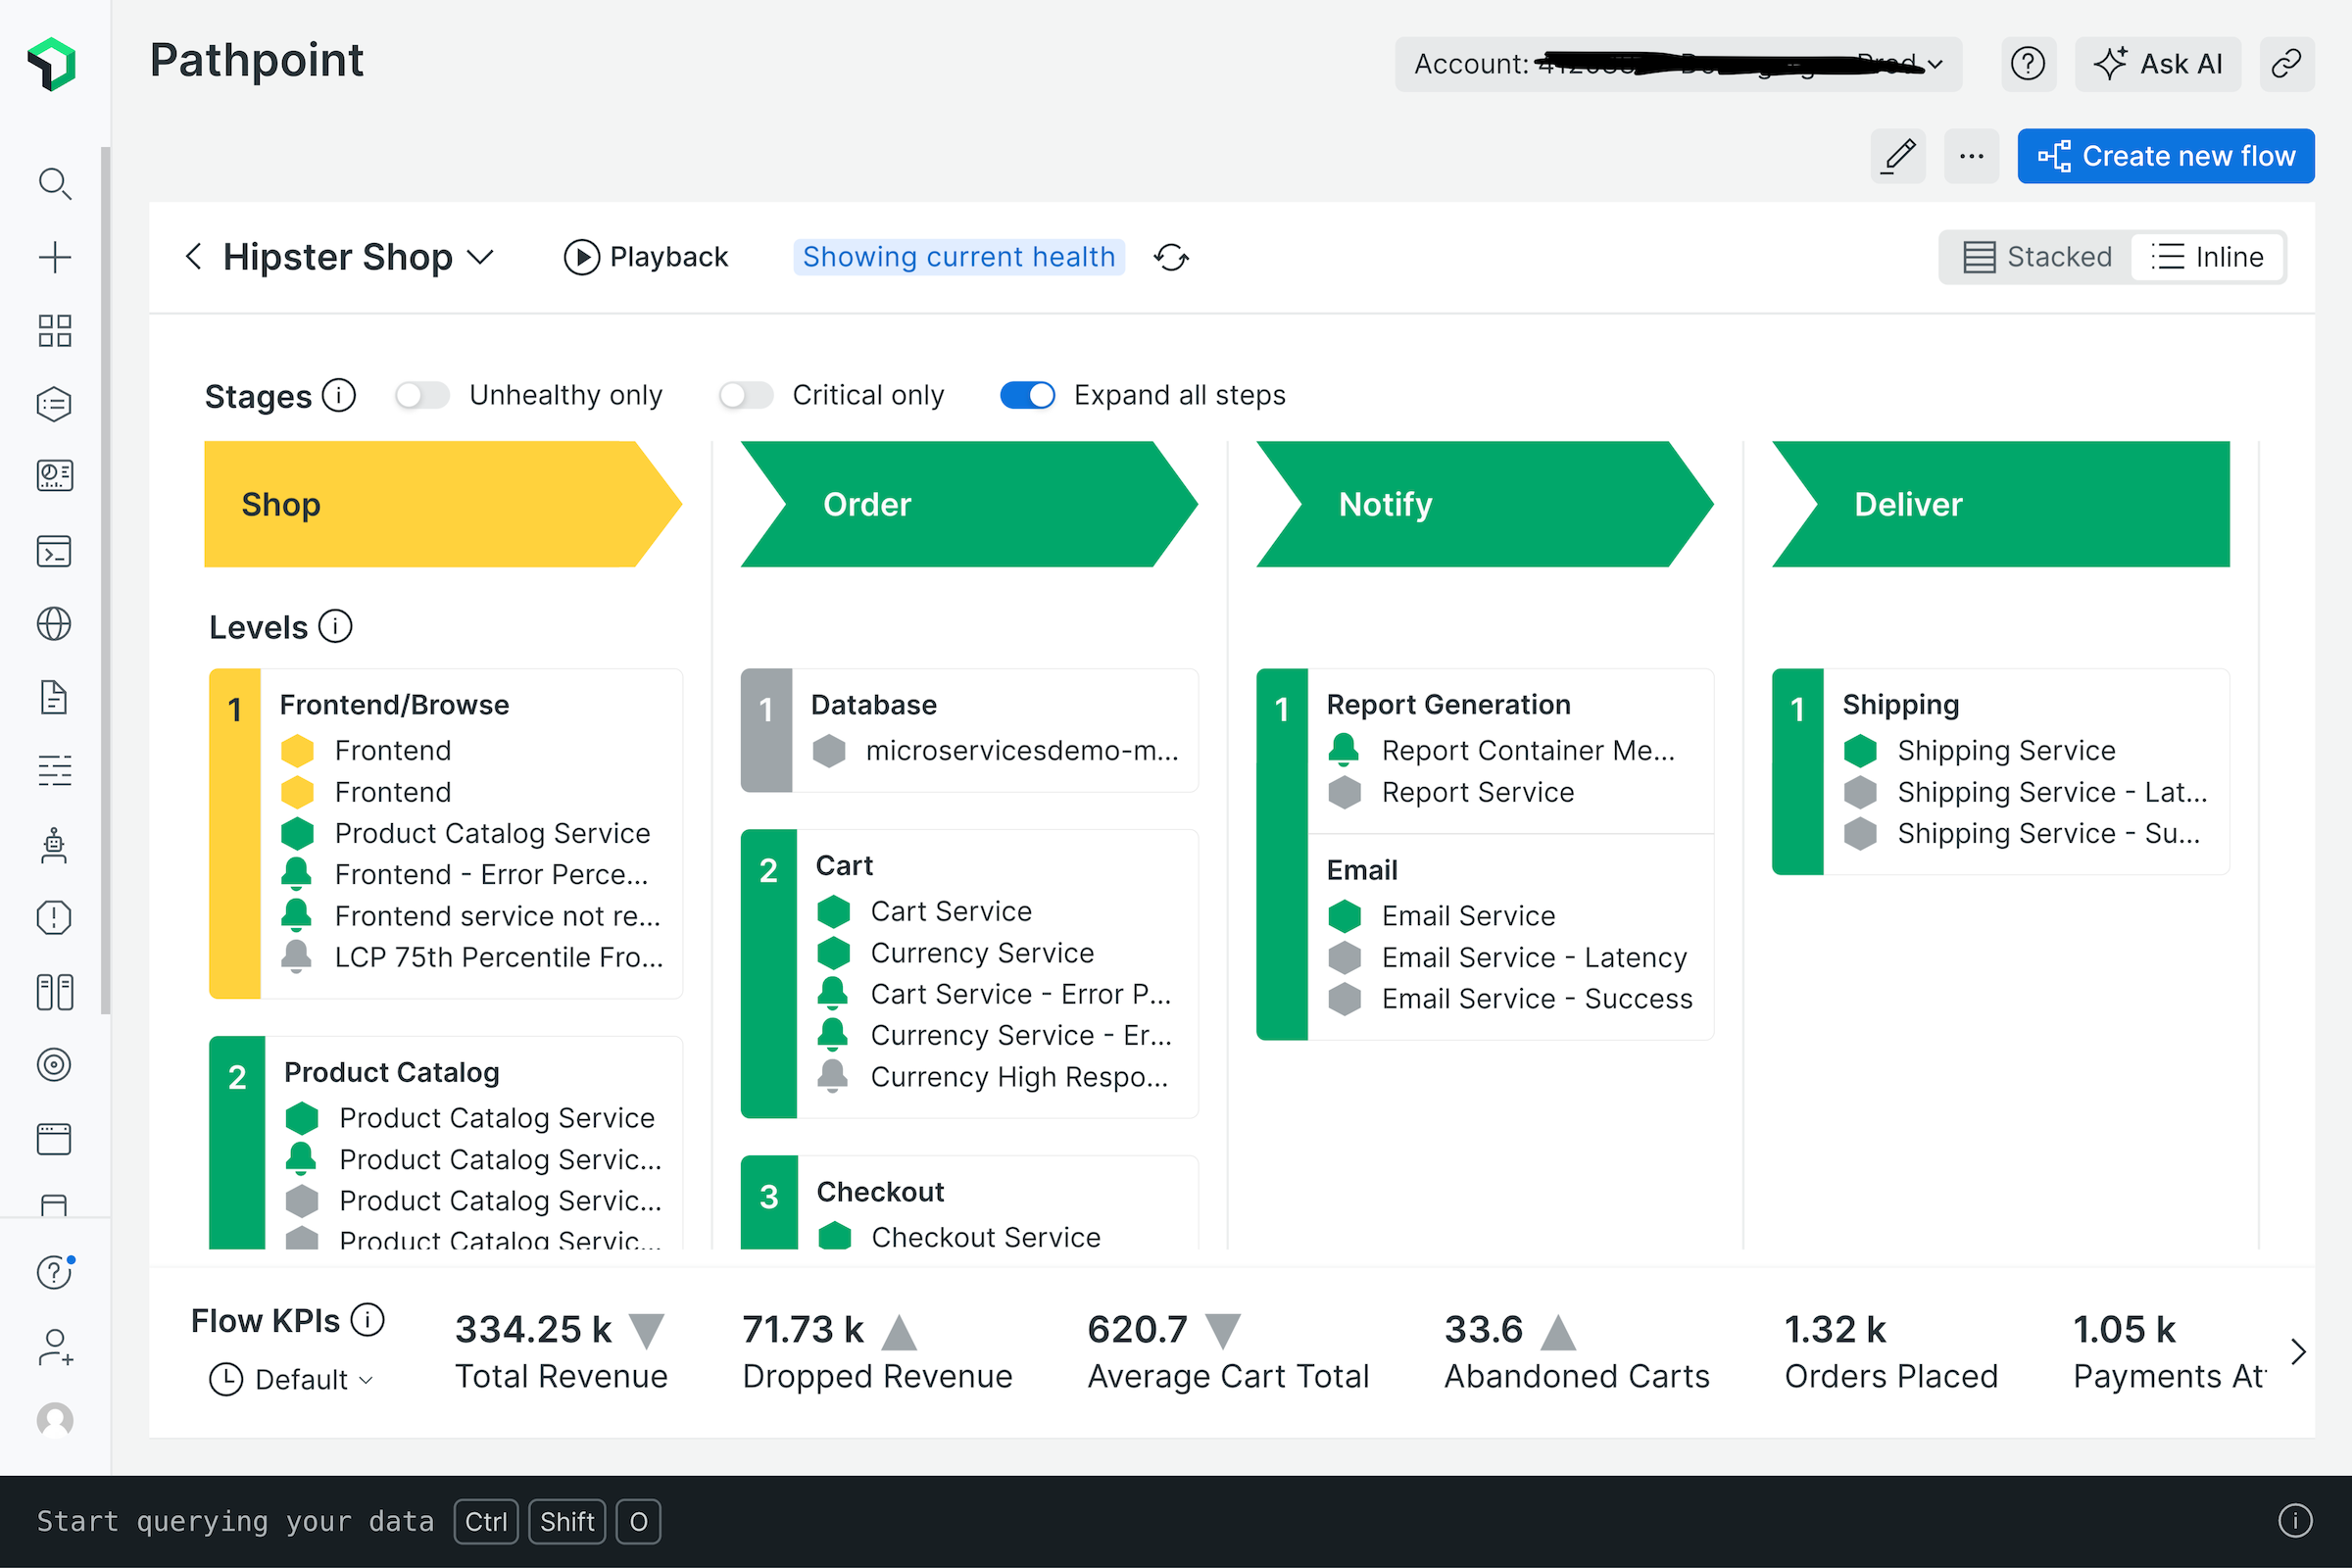 Pathpoint
Account:
Ask AI
Create new flow
Hipster Shop
Playback
Showing current health
Stacked
Inline
Stages
Unhealthy only
Critical only
Expand all steps
Shop
Order
Notify
Deliver
Levels
1
Frontend/Browse
Frontend
Frontend
Product Catalog Service
Frontend - Error Perce...
Frontend service not re...
LCP 75th Percentile Fro...
2
Product Catalog
Product Catalog Service
Product Catalog Servic...
Product Catalog Servic...
Product Catalog Servic...
1
Database
microservicesdemo-m...
2
Cart
Cart Service
Currency Service
Cart Service - Error P...
Currency Service - Er...
Currency High Respo...
3
Checkout
Checkout Service
1
Report Generation
Report Container Me...
Report Service
Email
Email Service
Email Service - Latency
Email Service - Success
1
Shipping
Shipping Service
Shipping Service - Lat...
Shipping Service - Su...
Flow KPIs
Default
334.25 k
Total Revenue
71.73 k
Dropped Revenue
620.7
Average Cart Total
33.6
Abandoned Carts
1.32 k
Orders Placed
1.05 k
Payments At
Start querying your data Ctrl Shift O